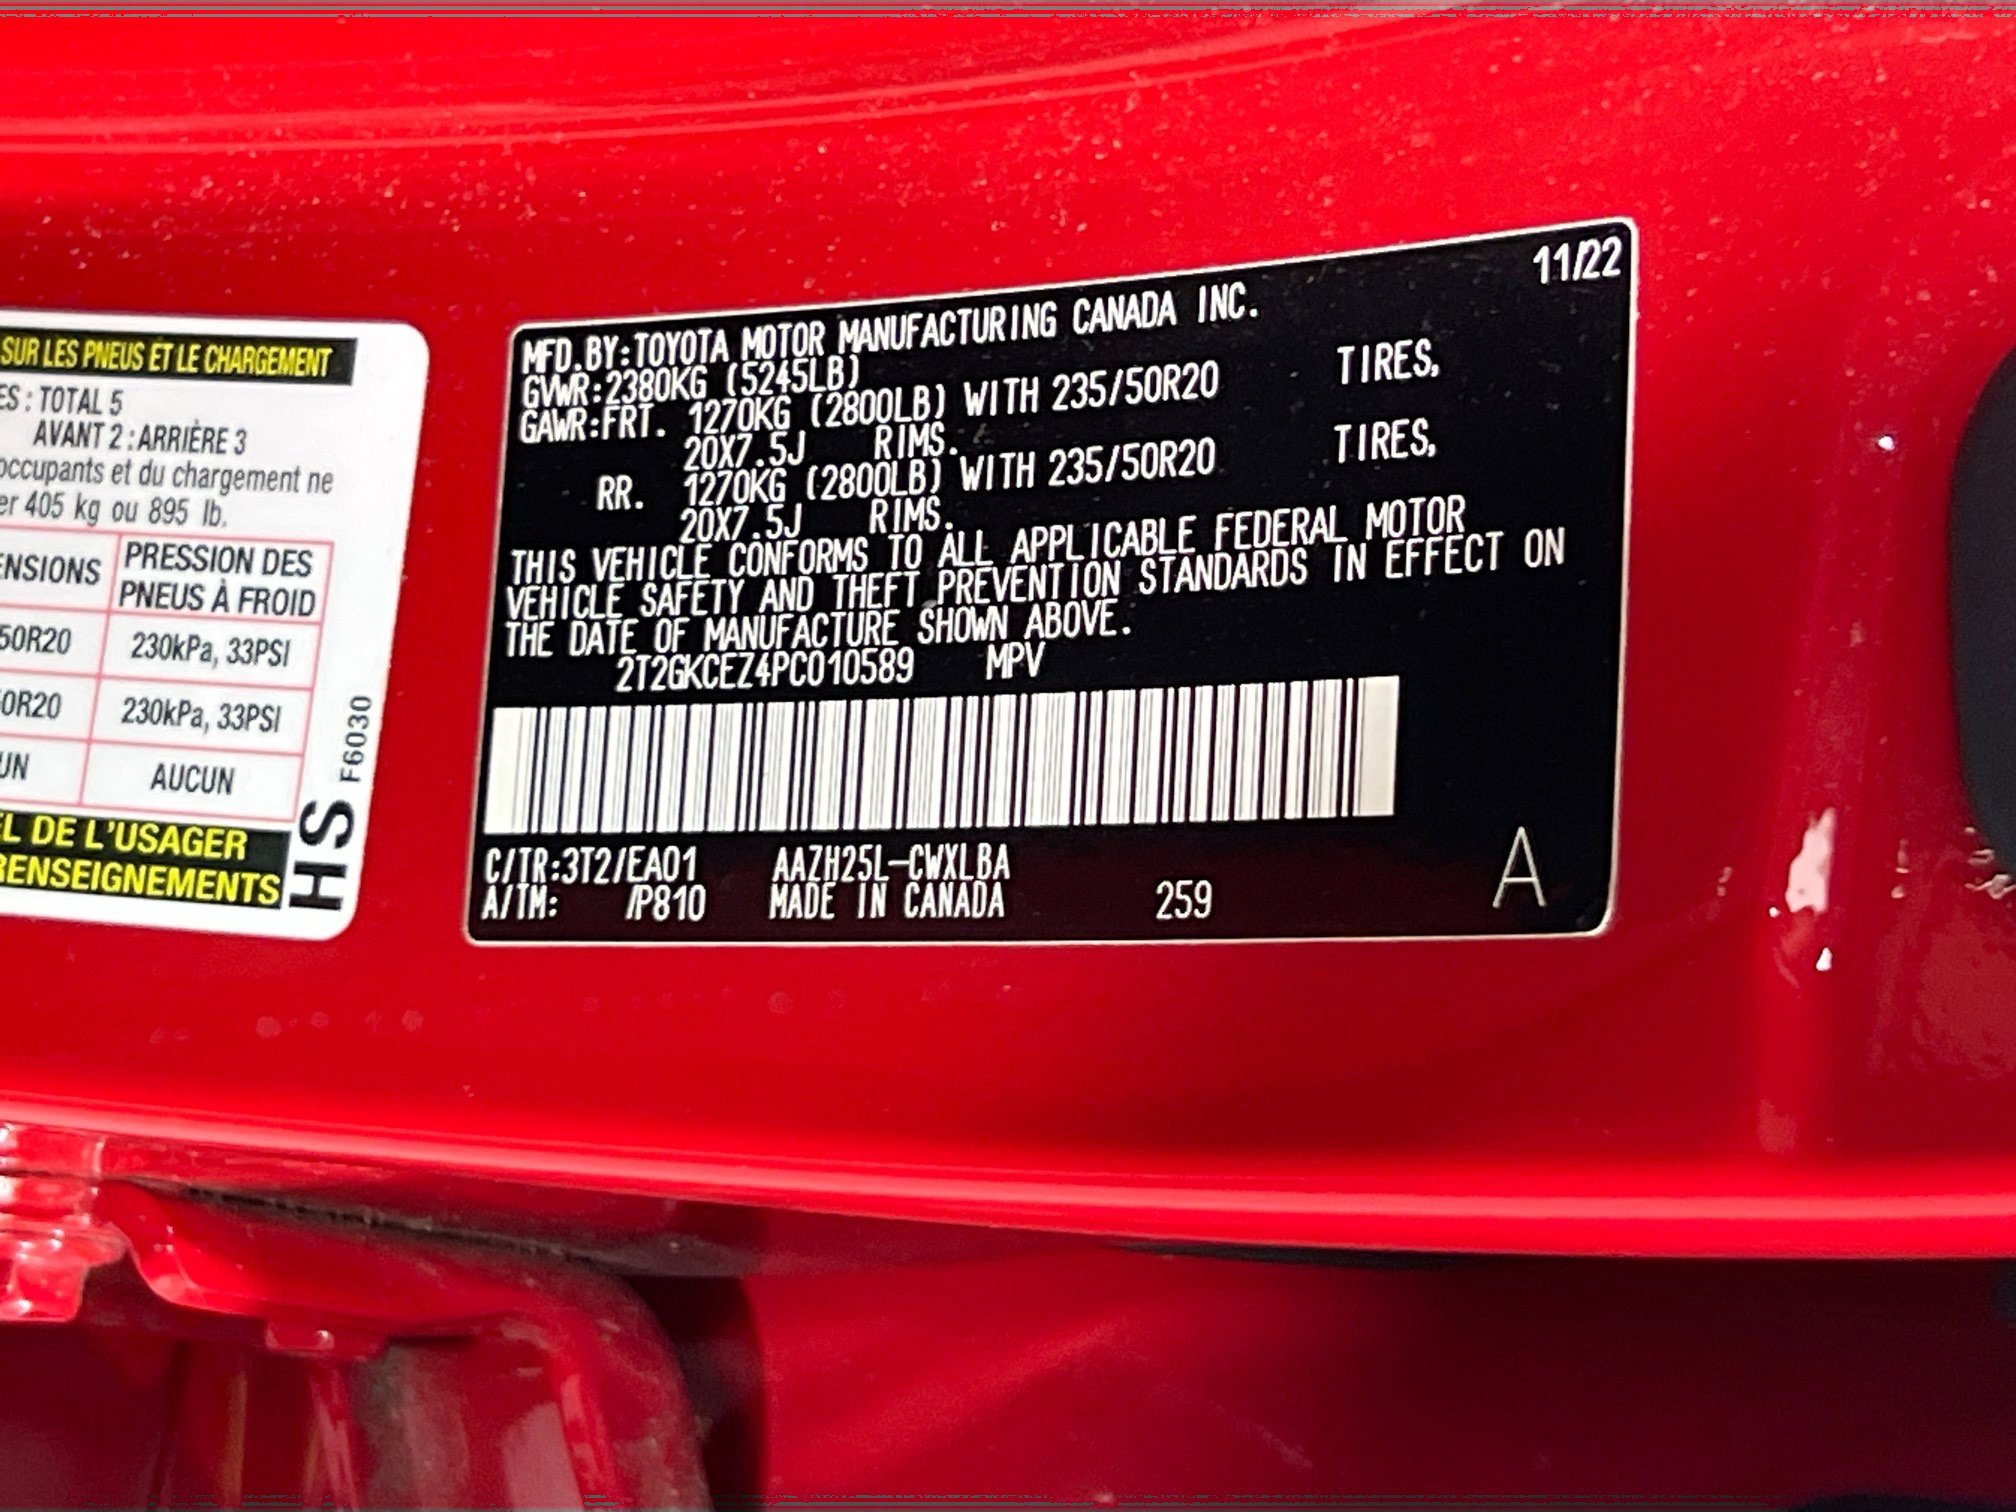 SUR LES PNEUS ET LE CHARGEMENT
ES : TOTAL 5
AVANT 2 : ARRIÈRE 3
occupants et du chargement ne
er 405 kg ou 895 lb.
ENSIONS PRESSION DES
PNEUS À FROID
50R20 230kPa, 33PSI
0R20 230kPa, 33PSI
UN AUCUN
EL DE L'USAGER
RENSEIGNEMENTS
HS F6030
11/22
MFD.BY:TOYOTA MOTOR MANUFACTURING CANADA INC.
GVWR:2380KG (5245LB)
GAWR:FRT. 1270KG (2800LB) WITH 235/50R20 TIRES,
20X7.5J RIMS.
RR. 1270KG (2800LB) WITH 235/50R20 TIRES,
20X7.5J RIMS.
THIS VEHICLE CONFORMS TO ALL APPLICABLE FEDERAL MOTOR
VEHICLE SAFETY AND THEFT PREVENTION STANDARDS IN EFFECT ON
THE DATE OF MANUFACTURE SHOWN ABOVE.
2T2GKCEZ4PC010589 MPV
C/TR:3T2/EA01 AAZH25L-CWXLBA
A/TM: /P810 MADE IN CANADA 259 A